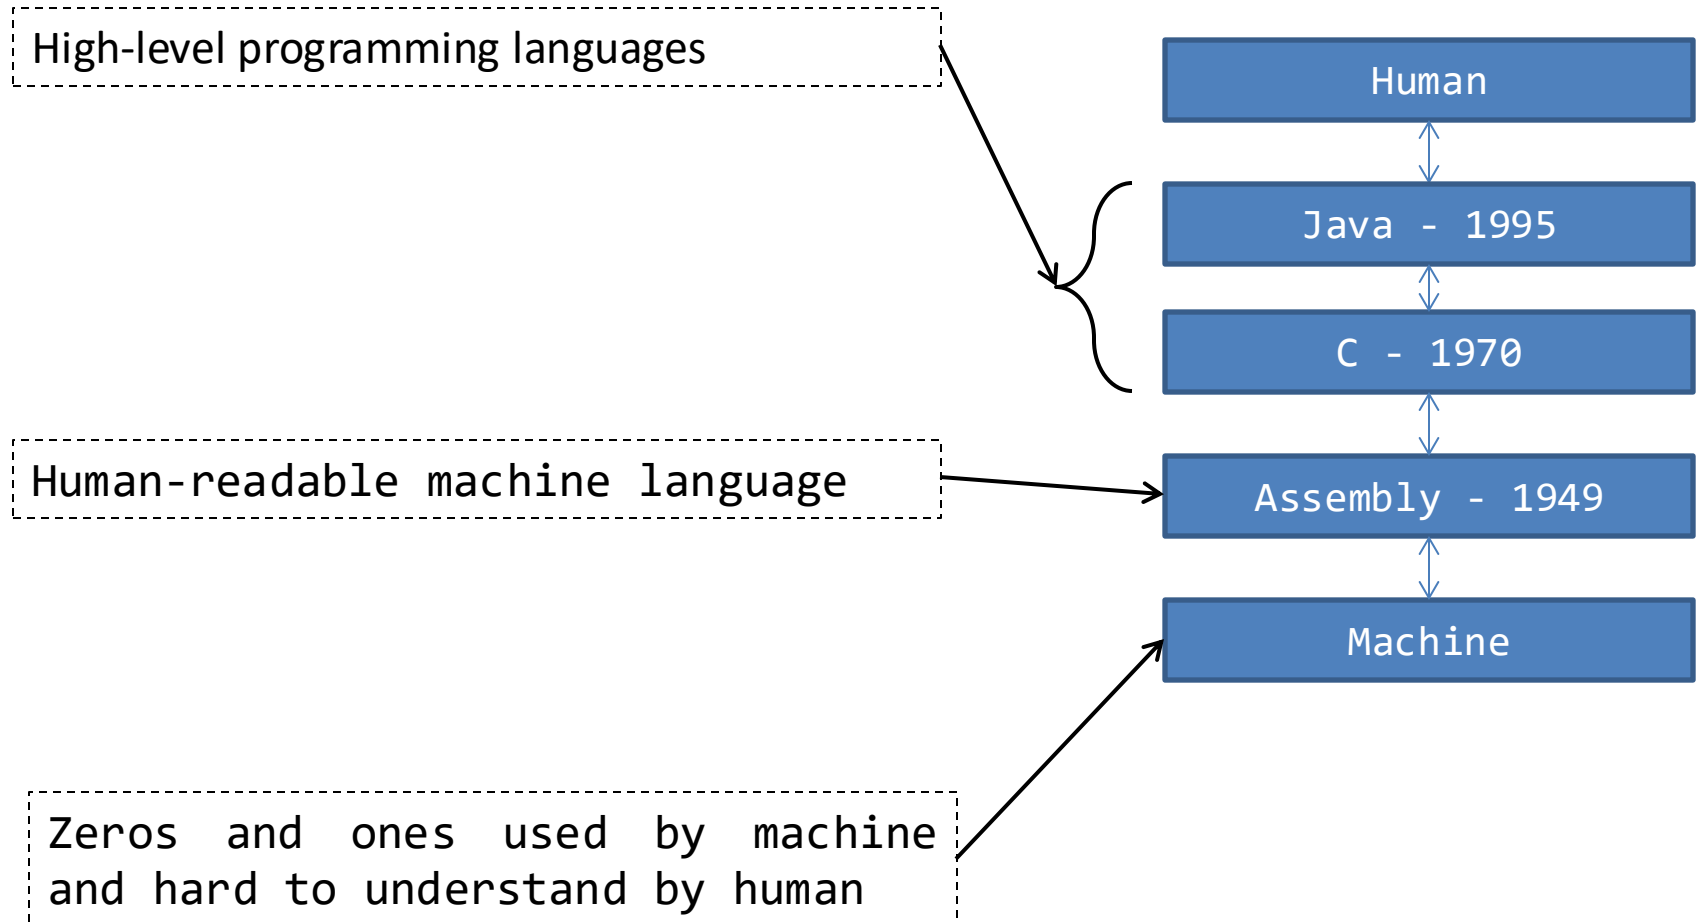 High-level programming languages
Human
Java - 1995
C - 1970
Human-readable machine language
Assembly - 1949
Machine
Zeros and ones used by machine
and hard to understand by human